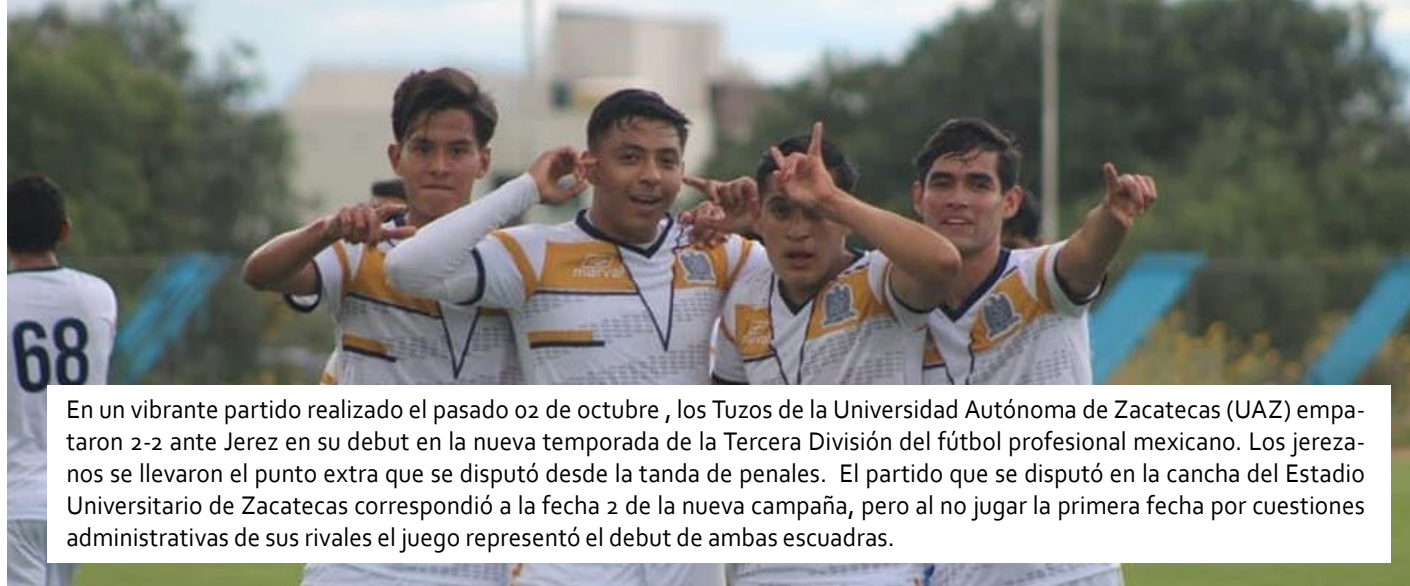 68
marval
En un vibrante partido realizado el pasado 02 de octubre , los Tuzos de la Universidad Autónoma de Zacatecas (UAZ) empa-
taron 2-2 ante Jerez en su debut en la nueva temporada de la Tercera División del fútbol profesional mexicano. Los jereza-
nos se llevaron el punto extra que se disputó desde la tanda de penales.  El partido que se disputó en la cancha del Estadio
Universitario de Zacatecas correspondió a la fecha 2 de la nueva campaña, pero al no jugar la primera fecha por cuestiones
administrativas de sus rivales el juego representó el debut de ambas escuadras.